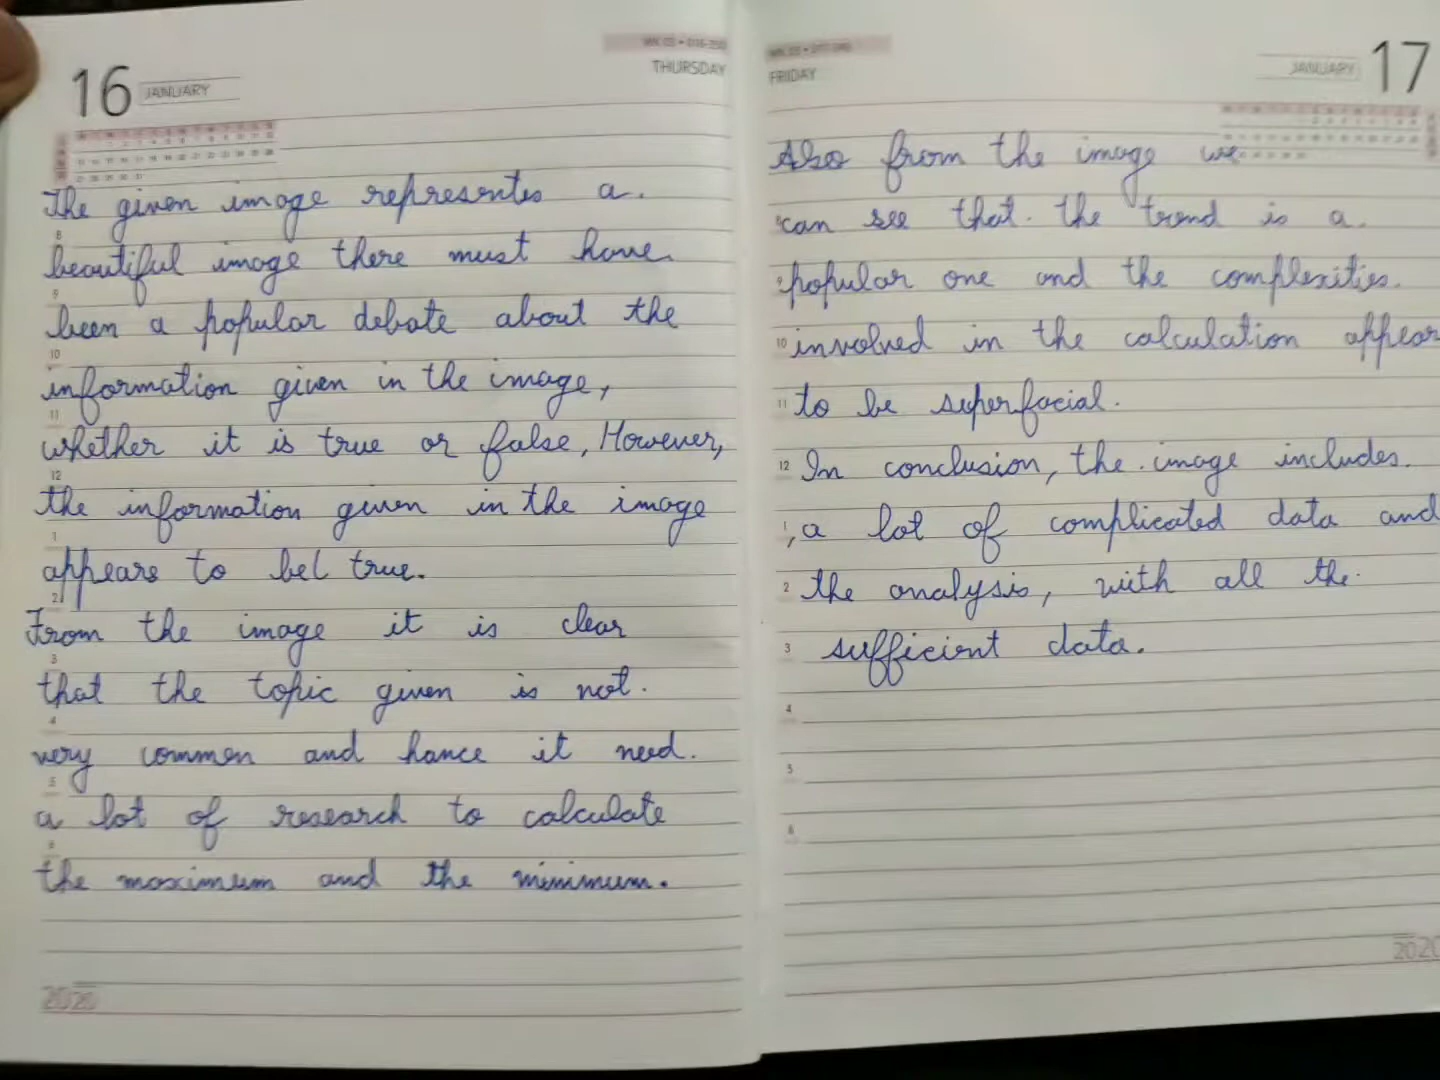 16 JANUARY
THURSDAY
The given image represents a.
beautiful image there must have
been a popular debate about the
information given in the image,
whether it is true or false, However,
the information given in the image
appears to bel true.
From the image it is clear
that the topic given is not.
very common and hance it need.
a lot of research to calculate
the maximum and the minimum.
2020
FRIDAY
JANUARY 17
Also from the image we
can see that. the trend is a.
popular one and the complexities.
involved in the calculation appear
to be superfacial.
In conclusion, the image includes.
, a lot of complicated data and
the analysis, with all the.
sufficient data.
2020